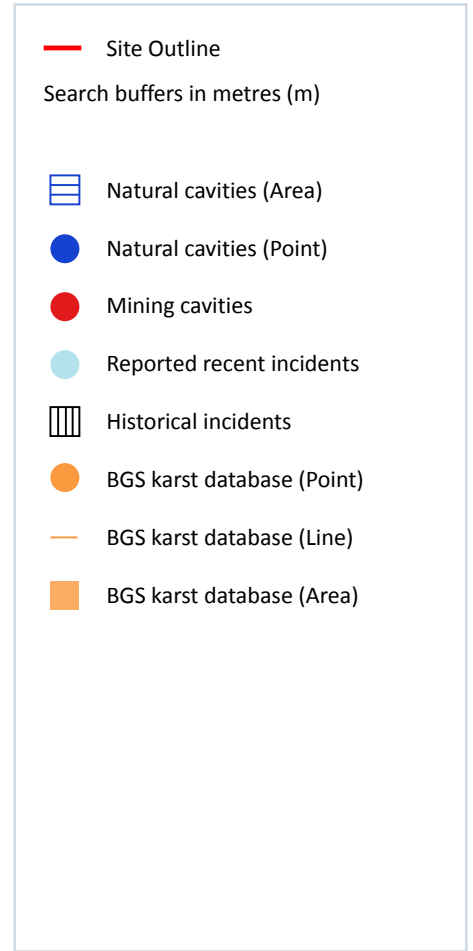 Site Outline
Search buffers in metres (m)
Natural cavities (Area)
Natural cavities (Point)
Mining cavities
Reported recent incidents
Historical incidents
BGS karst database (Point)
BGS karst database (Line)
BGS karst database (Area)